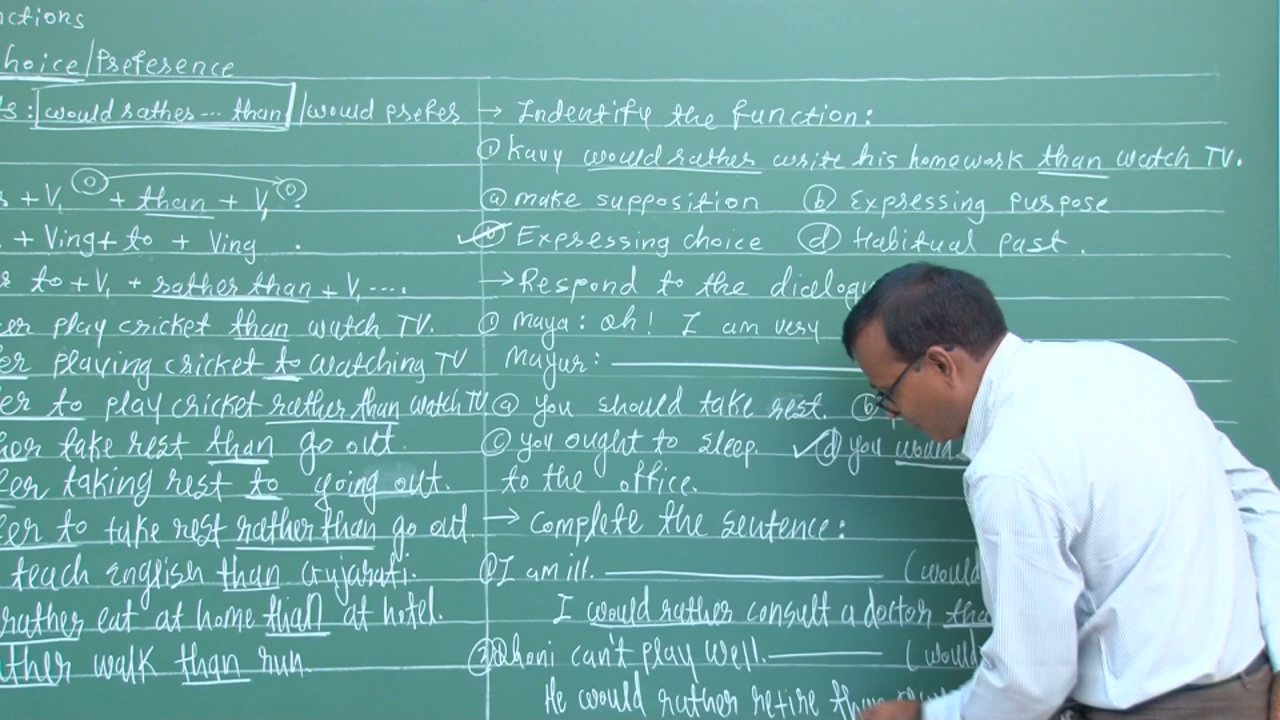 nctions
hoice/Preference
ts: would rather... than/would prefer
s + V₁ + than + V₁.
. + Ving + to + Ving .
r to + V₁ + rather than + V₁....
er play cricket than watch TV.
er playing cricket to watching TV
er to play cricket rather than watch TV
her take rest than go out.
fer taking rest to going out.
fer to take rest rather than go out.
teach English than Gujarati.
rather eat at home than at hotel.
ather walk than run.
→ Indentify the function:
① Kavy would rather write his homework than watch TV.
ⓐ make supposition ⓑ Expressing purpose
Expressing choice ⓓ Habitual past.
→ Respond to the dialogu
① Maya: Oh! I am very
Mayur:
ⓐ you should take rest. ⓑ
ⓒ you ought to sleep. ✓ⓓ you would
to the office.
→ Complete the sentence:
① I am ill. (would
I would rather consult a doctor tha
② Dhoni can't play well. (would
He would rather retire than